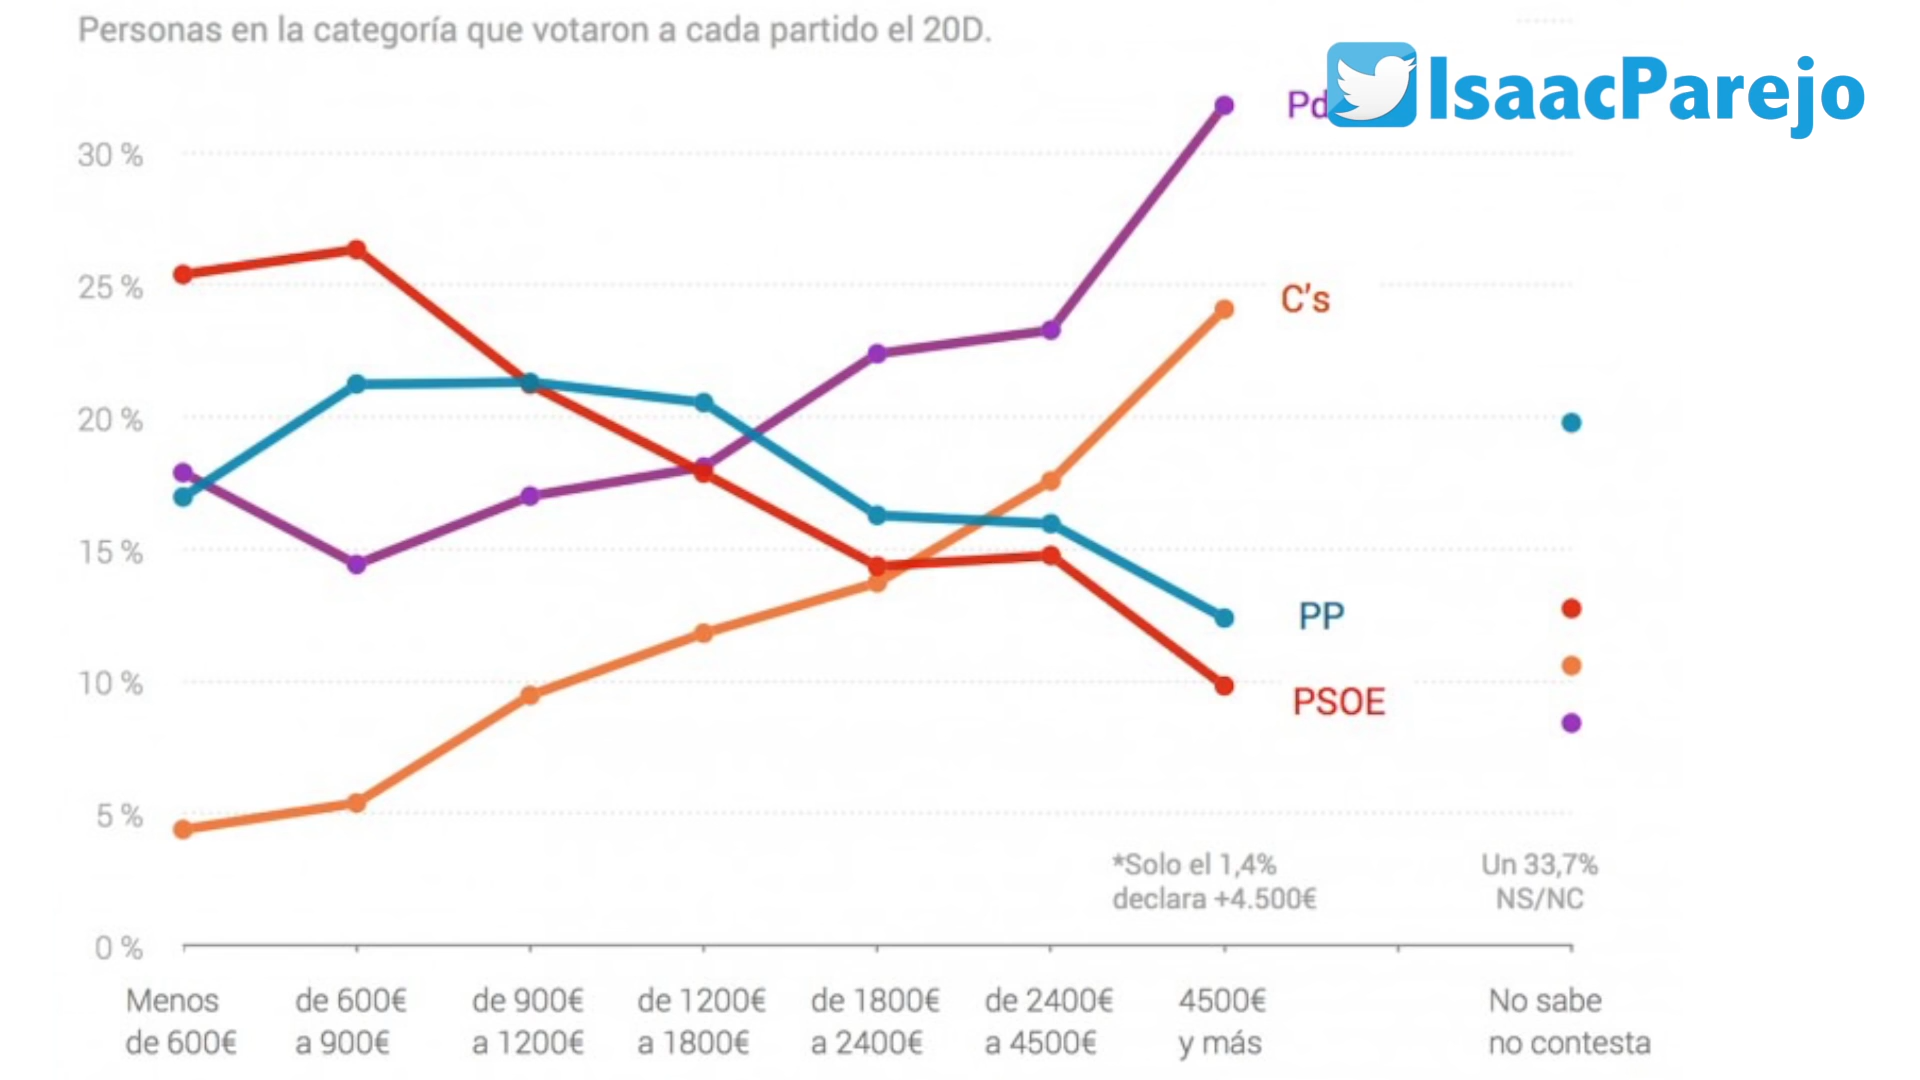 Personas en la categoría que votaron a cada partido el 20D.
IsaacParejo
Pd
30 %
25 %
C's
20 %
15 %
PP
10 %
PSOE
5 %
*Solo el 1,4%
declara +4.500€
Un 33,7%
NS/NC
0 %
Menos
de 600€
de 600€
a 900€
de 900€
a 1200€
de 1200€
a 1800€
de 1800€
a 2400€
de 2400€
a 4500€
4500€
y más
No sabe
no contesta